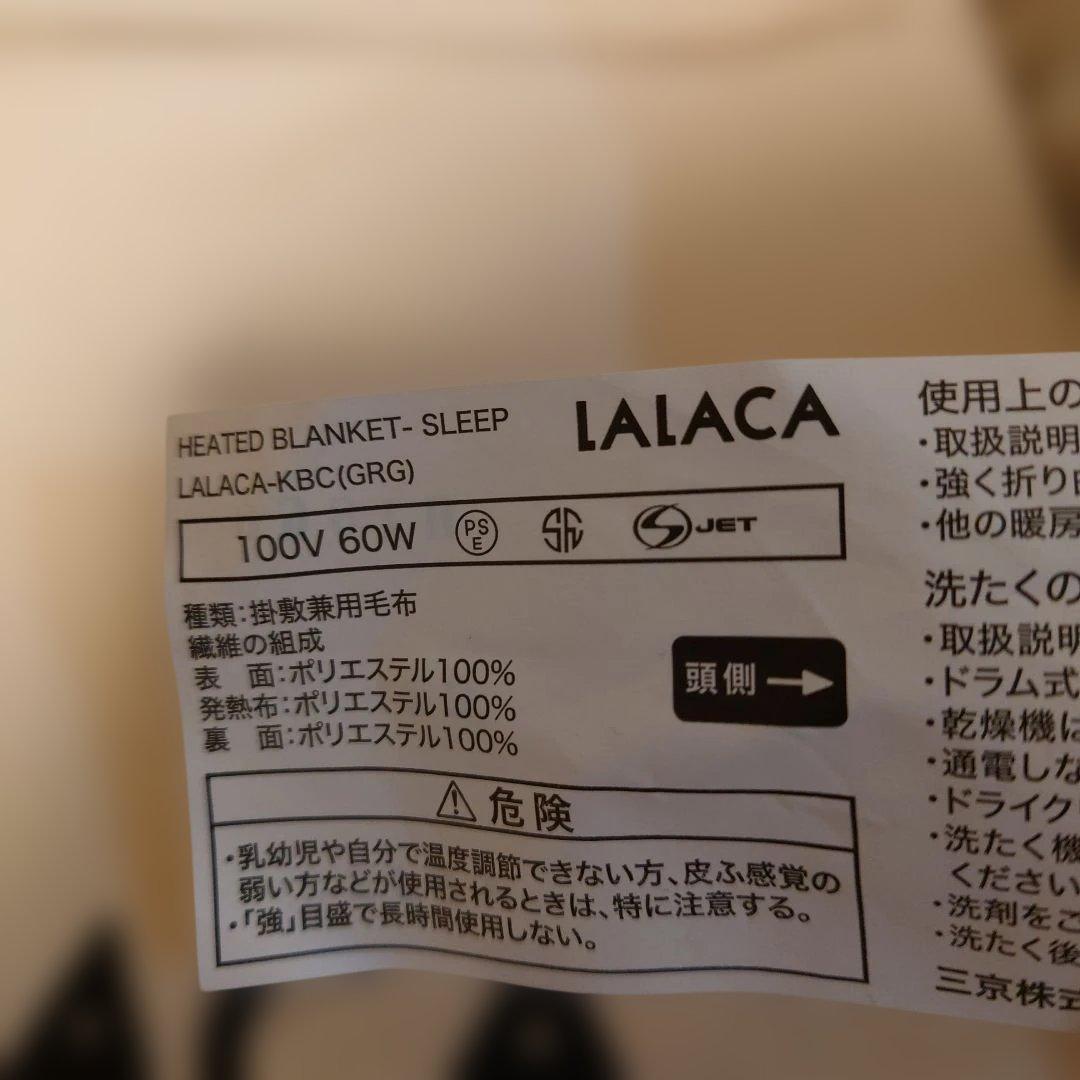 HEATED BLANKET- SLEEP
LALACA
LALACA-KBC(GRG)
100V 60W PS E JET
種類:掛敷兼用毛布
繊維の組成
表 面:ポリエステル100%
発熱布:ポリエステル100%
裏 面:ポリエステル100%
頭側
危険
・乳幼児や自分で温度調節できない方、皮ふ感覚の
弱い方などが使用されるときは、特に注意する。
・「強」目盛で長時間使用しない。
使用上の
・取扱説明
・強く折り
・他の暖房
洗たくの
・取扱説明
・ドラム式
・乾燥機は
・通電しな
・ドライク
・洗たく機
ください
・洗剤をこ
・洗たく後
三京株式